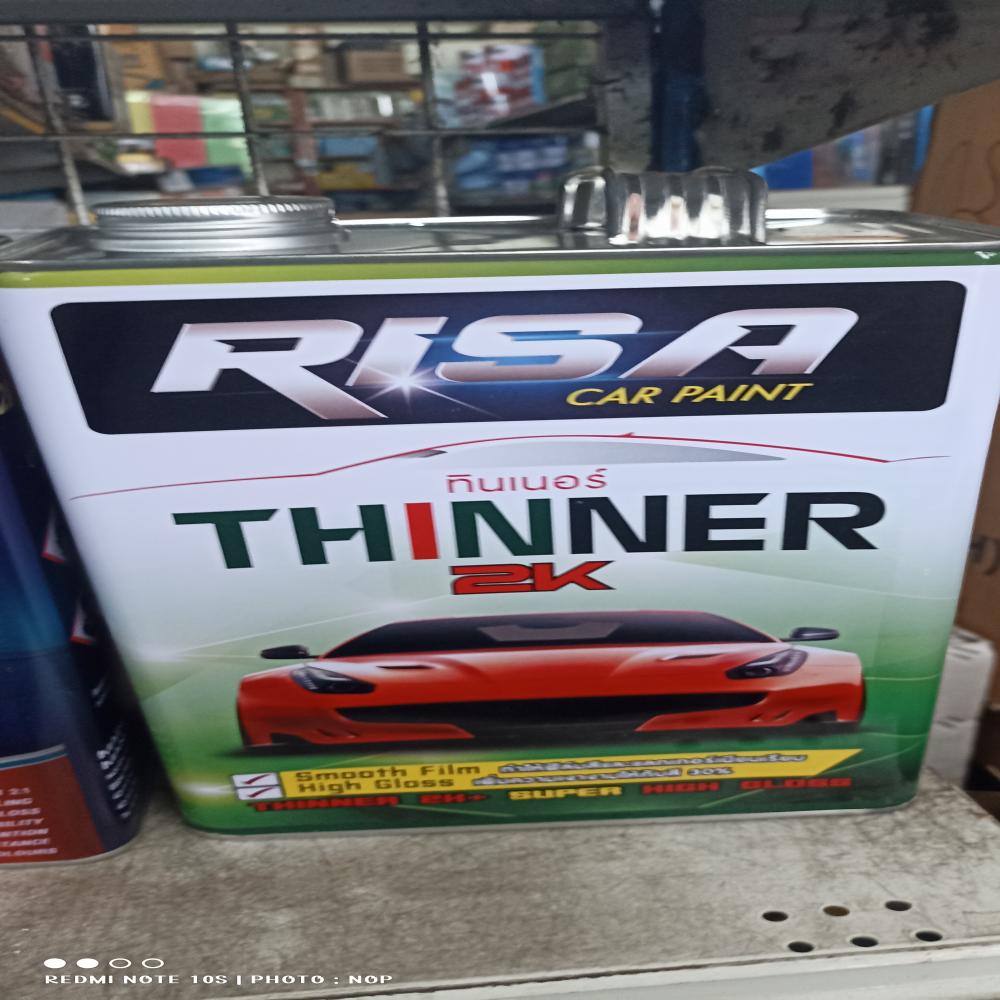 RISA
CAR PAINT
ทินเนอร์
THINNER
2K
Smooth Film
High Gloss
THINNER 2K+ SUPER HIGH GLOSS
REDMI NOTE 10S | PHOTO : NOP